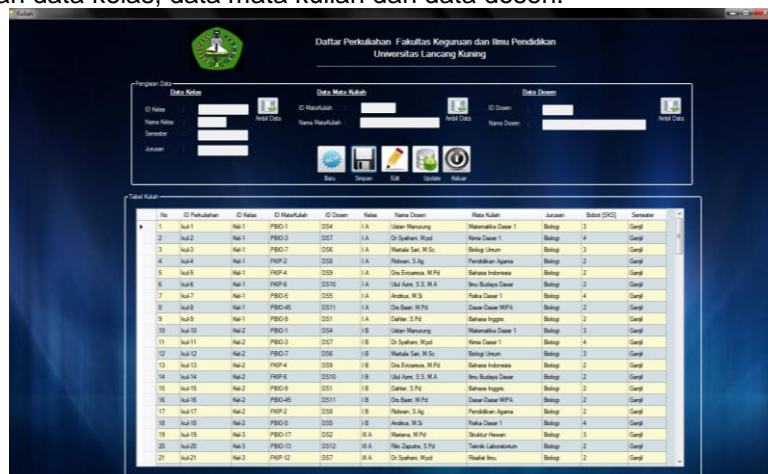 an data kelas, data mata kuliah dan data dosen.
Kuliah
Daftar Perkuliahan Fakultas Keguruan dan Ilmu Pendidikan
Universitas Lancang Kuning
Pengisian Data
Data Kelas Data Mata Kuliah Data Dosen
ID Kelas : ID MataKuliah : ID Dosen :
Nama Kelas : Ambil Data Nama MataKuliah : Ambil Data Nama Dosen : Ambil Data
Semester :
Jurusan :
Baru Simpan Edit Update Keluar
Tabel Kuliah
No ID Perkuliahan ID Kelas ID MataKuliah ID Dosen Kelas Nama Dosen Mata Kuliah Jurusan Bobot [SKS] Semester
1 kul-1 Kel-1 PBIO-1 DS4 I A Ustan Manurung Matematika Dasar 1 Biologi 3 Ganjil
2 kul-2 Kel-1 PBIO-3 DS7 I A Dr.Syafrani, M.pd Kimia Dasar 1 Biologi 4 Ganjil
3 kul-3 Kel-1 PBIO-7 DS6 I A Martala Sari, M.Sc Biologi Umum Biologi 3 Ganjil
4 kul-4 Kel-1 FKIP-2 DS8 I A Ridwan, S.Ag Pendidikan Agama Biologi 2 Ganjil
5 kul-5 Kel-1 FKIP-4 DS9 I A Dra M.Pd Bahasa Indonesia Biologi 2 Ganjil
6 kul-6 Kel-1 FKIP-6 DS10 I A Ulul Azmi, S.S, M.A Ilmu Budaya Dasar Biologi 2 Ganjil
7 kul-7 Kel-1 PBIO-5 DS5 I A M.Si Fisika Dasar 1 Biologi 4 Ganjil
8 kul-8 Kel-1 PBIO-45 DS11 I A M.Pd Dasar-Dasar MIPA Biologi 2 Ganjil
9 kul-9 Kel-1 PBIO-9 DS1 I A Dahler, S.Pd Bahasa Inggris Biologi 2 Ganjil
10 kul-10 Kel-2 PBIO-1 DS4 I B Ustan Manurung Matematika Dasar 1 Biologi 3 Ganjil
11 kul-11 Kel-2 PBIO-3 DS7 I B Dr.Syafrani, M.pd Kimia Dasar 1 Biologi 4 Ganjil
12 kul-12 Kel-2 PBIO-7 DS6 I B Martala Sari, M.Sc Biologi Umum Biologi 3 Ganjil
13 kul-13 Kel-2 FKIP-4 DS9 I B Dra M.Pd Bahasa Indonesia Biologi 2 Ganjil
14 kul-14 Kel-2 FKIP-6 DS10 I B Ulul Azmi, S.S, M.A Ilmu Budaya Dasar Biologi 2 Ganjil
15 kul-15 Kel-2 PBIO-9 DS1 I B Dahler, S.Pd Bahasa Inggris Biologi 2 Ganjil
16 kul-16 Kel-2 PBIO-45 DS11 I B M.Pd Dasar-Dasar MIPA Biologi 2 Ganjil
17 kul-17 Kel-2 FKIP-2 DS8 I B Ridwan, S.Ag Pendidikan Agama Biologi 2 Ganjil
18 kul-18 Kel-2 PBIO-5 DS5 I B M.Si Fisika Dasar 1 Biologi 4 Ganjil
19 kul-19 Kel-3 PBIO-17 DS2 III A M.Pd Struktur Hewan Biologi 3 Ganjil
20 kul-20 Kel-3 PBIO-13 DS12 III A S.Pd Teknik Laboratorium Biologi 2 Ganjil
21 kul-21 Kel-3 FKIP-12 DS7 III A Dr.Syafrani, M.pd Filsafat Ilmu Biologi 2 Ganjil